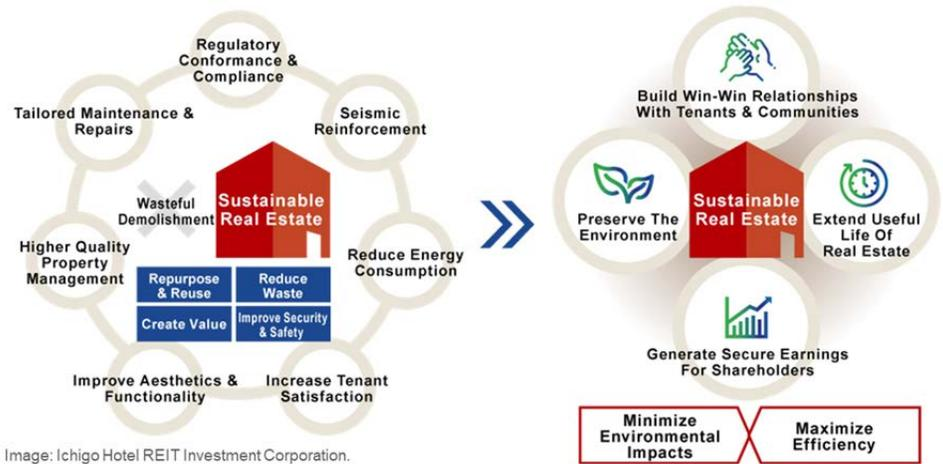 Regulatory
Conformance &
Compliance
Tailored Maintenance &
Repairs
Seismic
Reinforcement
Wasteful
Demolishment
Sustainable
Real Estate
Higher Quality
Property
Management
Reduce Energy
Consumption
Repurpose
& Reuse
Reduce
Waste
Create Value
Improve Security
& Safety
Improve Aesthetics &
Functionality
Increase Tenant
Satisfaction
Build Win-Win Relationships
With Tenants & Communities
Preserve The
Environment
Sustainable
Real Estate
Extend Useful
Life Of
Real Estate
Generate Secure Earnings
For Shareholders
Minimize
Environmental
Impacts
Maximize
Efficiency
Image: Ichigo Hotel REIT Investment Corporation.